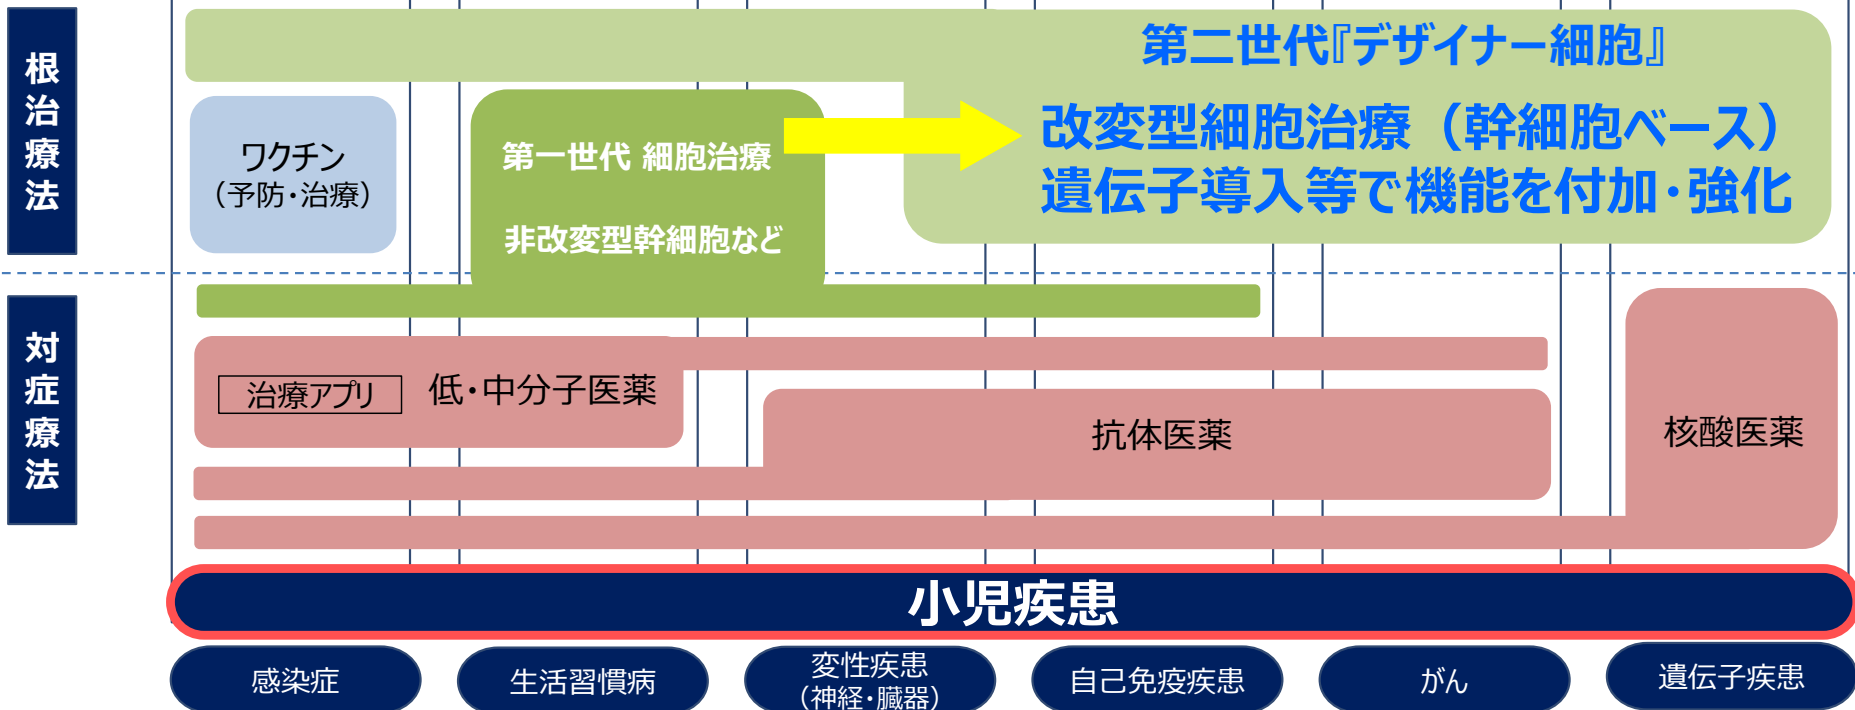 根治療法
第二世代『デザイナー細胞』
改変型細胞治療（幹細胞ベース）
遺伝子導入等で機能を付加・強化
ワクチン
（予防・治療）
第一世代 細胞治療
非改変型幹細胞など
対症療法
治療アプリ
低・中分子医薬
抗体医薬
核酸医薬
小児疾患
感染症
生活習慣病
変性疾患
（神経・臓器）
自己免疫疾患
がん
遺伝子疾患